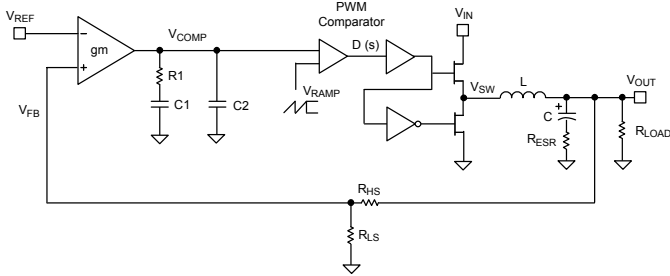 PWM
Comparator
VREF
VIN
gm
VCOMP
D (s)
− +
R1
C1
C2
VRAMP
VSW
L
VOUT
+
C
RESR
RLOAD
VFB
RHS
RLS